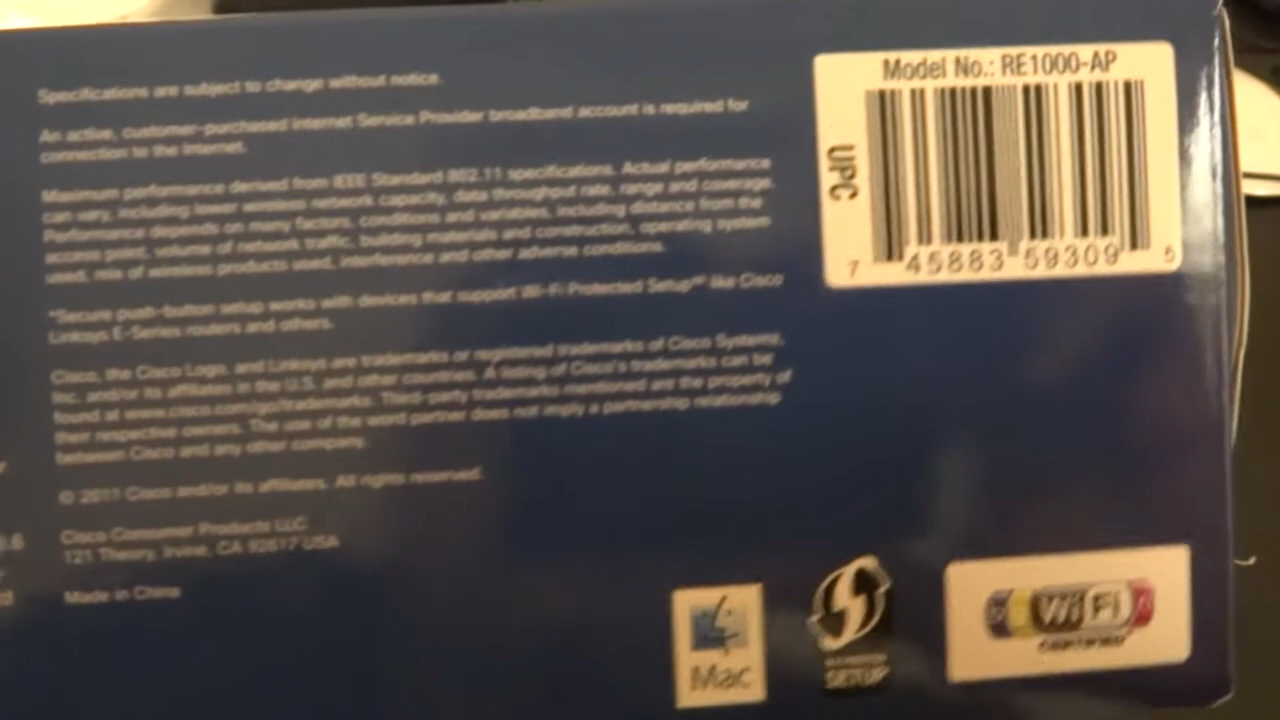 Specifications are subject to change without notice.
An active, customer-purchased Internet Service Provider broadband account is required for
connection to the Internet.
Maximum performance derived from IEEE Standard 802.11 specifications. Actual performance
can vary, including lower wireless network capacity, data throughput rate, range and coverage.
Performance depends on many factors, conditions and variables, including distance from the
access point, volume of network traffic, building materials and construction, operating system
used, mix of wireless products used, interference and other adverse conditions.
*Secure push-button setup works with devices that support Wi-Fi Protected Setup™ like Cisco
Linksys E-Series routers and others.
Cisco, the Cisco Logo, and Linksys are trademarks or registered trademarks of Cisco Systems,
Inc. and/or its affiliates in the U.S. and other countries. A listing of Cisco's trademarks can be
found at www.cisco.com/go/trademarks. Third-party trademarks mentioned are the property of
their respective owners. The use of the word partner does not imply a partnership relationship
between Cisco and any other company.
© 2011 Cisco and/or its affiliates. All rights reserved.
Cisco Consumer Products LLC
121 Theory, Irvine, CA 92617 USA
Made in China
Model No.: RE1000-AP
UPC
7 45883 59309 5
Mac
SETUP
Wi Fi
CERTIFIED